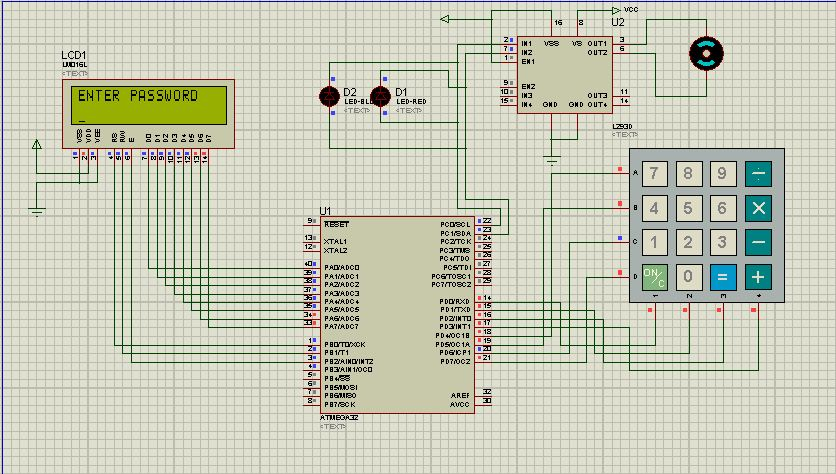 LCD1
LM016L
<TEXT>
ENTER PASSWORD
_
VSS VDD VEE RS RW E D0 D1 D2 D3 D4 D5 D6 D7
1 2 3 4 5 6 7 8 9 10 11 12 13 14
D2
LED-BL
<TEXT>
D1
LED-RED
<TEXT>
VCC
U2
16 8
2 IN1 VSS VS OUT1 3
7 IN2 OUT2 6
1 EN1
9 EN2
10 IN3 OUT3 11
15 IN4 GND GND OUT4 14
L293D
<TEXT>
U1
9 RESET PC0/SCL 22
PC1/SDA 23
13 XTAL1 PC2/TCK 24
12 XTAL2 PC3/TMS 25
PC4/TDO 26
40 PA0/ADC0 PC5/TDI 27
39 PA1/ADC1 PC6/TOSC1 28
38 PA2/ADC2 PC7/TOSC2 29
37 PA3/ADC3
36 PA4/ADC4 PD0/RXD 14
35 PA5/ADC5 PD1/TXD 15
34 PA6/ADC6 PD2/INT0 16
33 PA7/ADC7 PD3/INT1 17
PD4/OC1B 18
1 PB0/T0/XCK PD5/OC1A 19
2 PB1/T1 PD6/ICP1 20
3 PB2/AIN0/INT2 PD7/OC2 21
4 PB3/AIN1/OC0
5 PB4/SS
6 PB5/MOSI
7 PB6/MISO AREF 32
8 PB7/SCK AVCC 30
ATMEGA32
<TEXT>
A 7 8 9 ÷
B 4 5 6 ×
C 1 2 3 −
D ON/C 0 = +
1 2 3 4